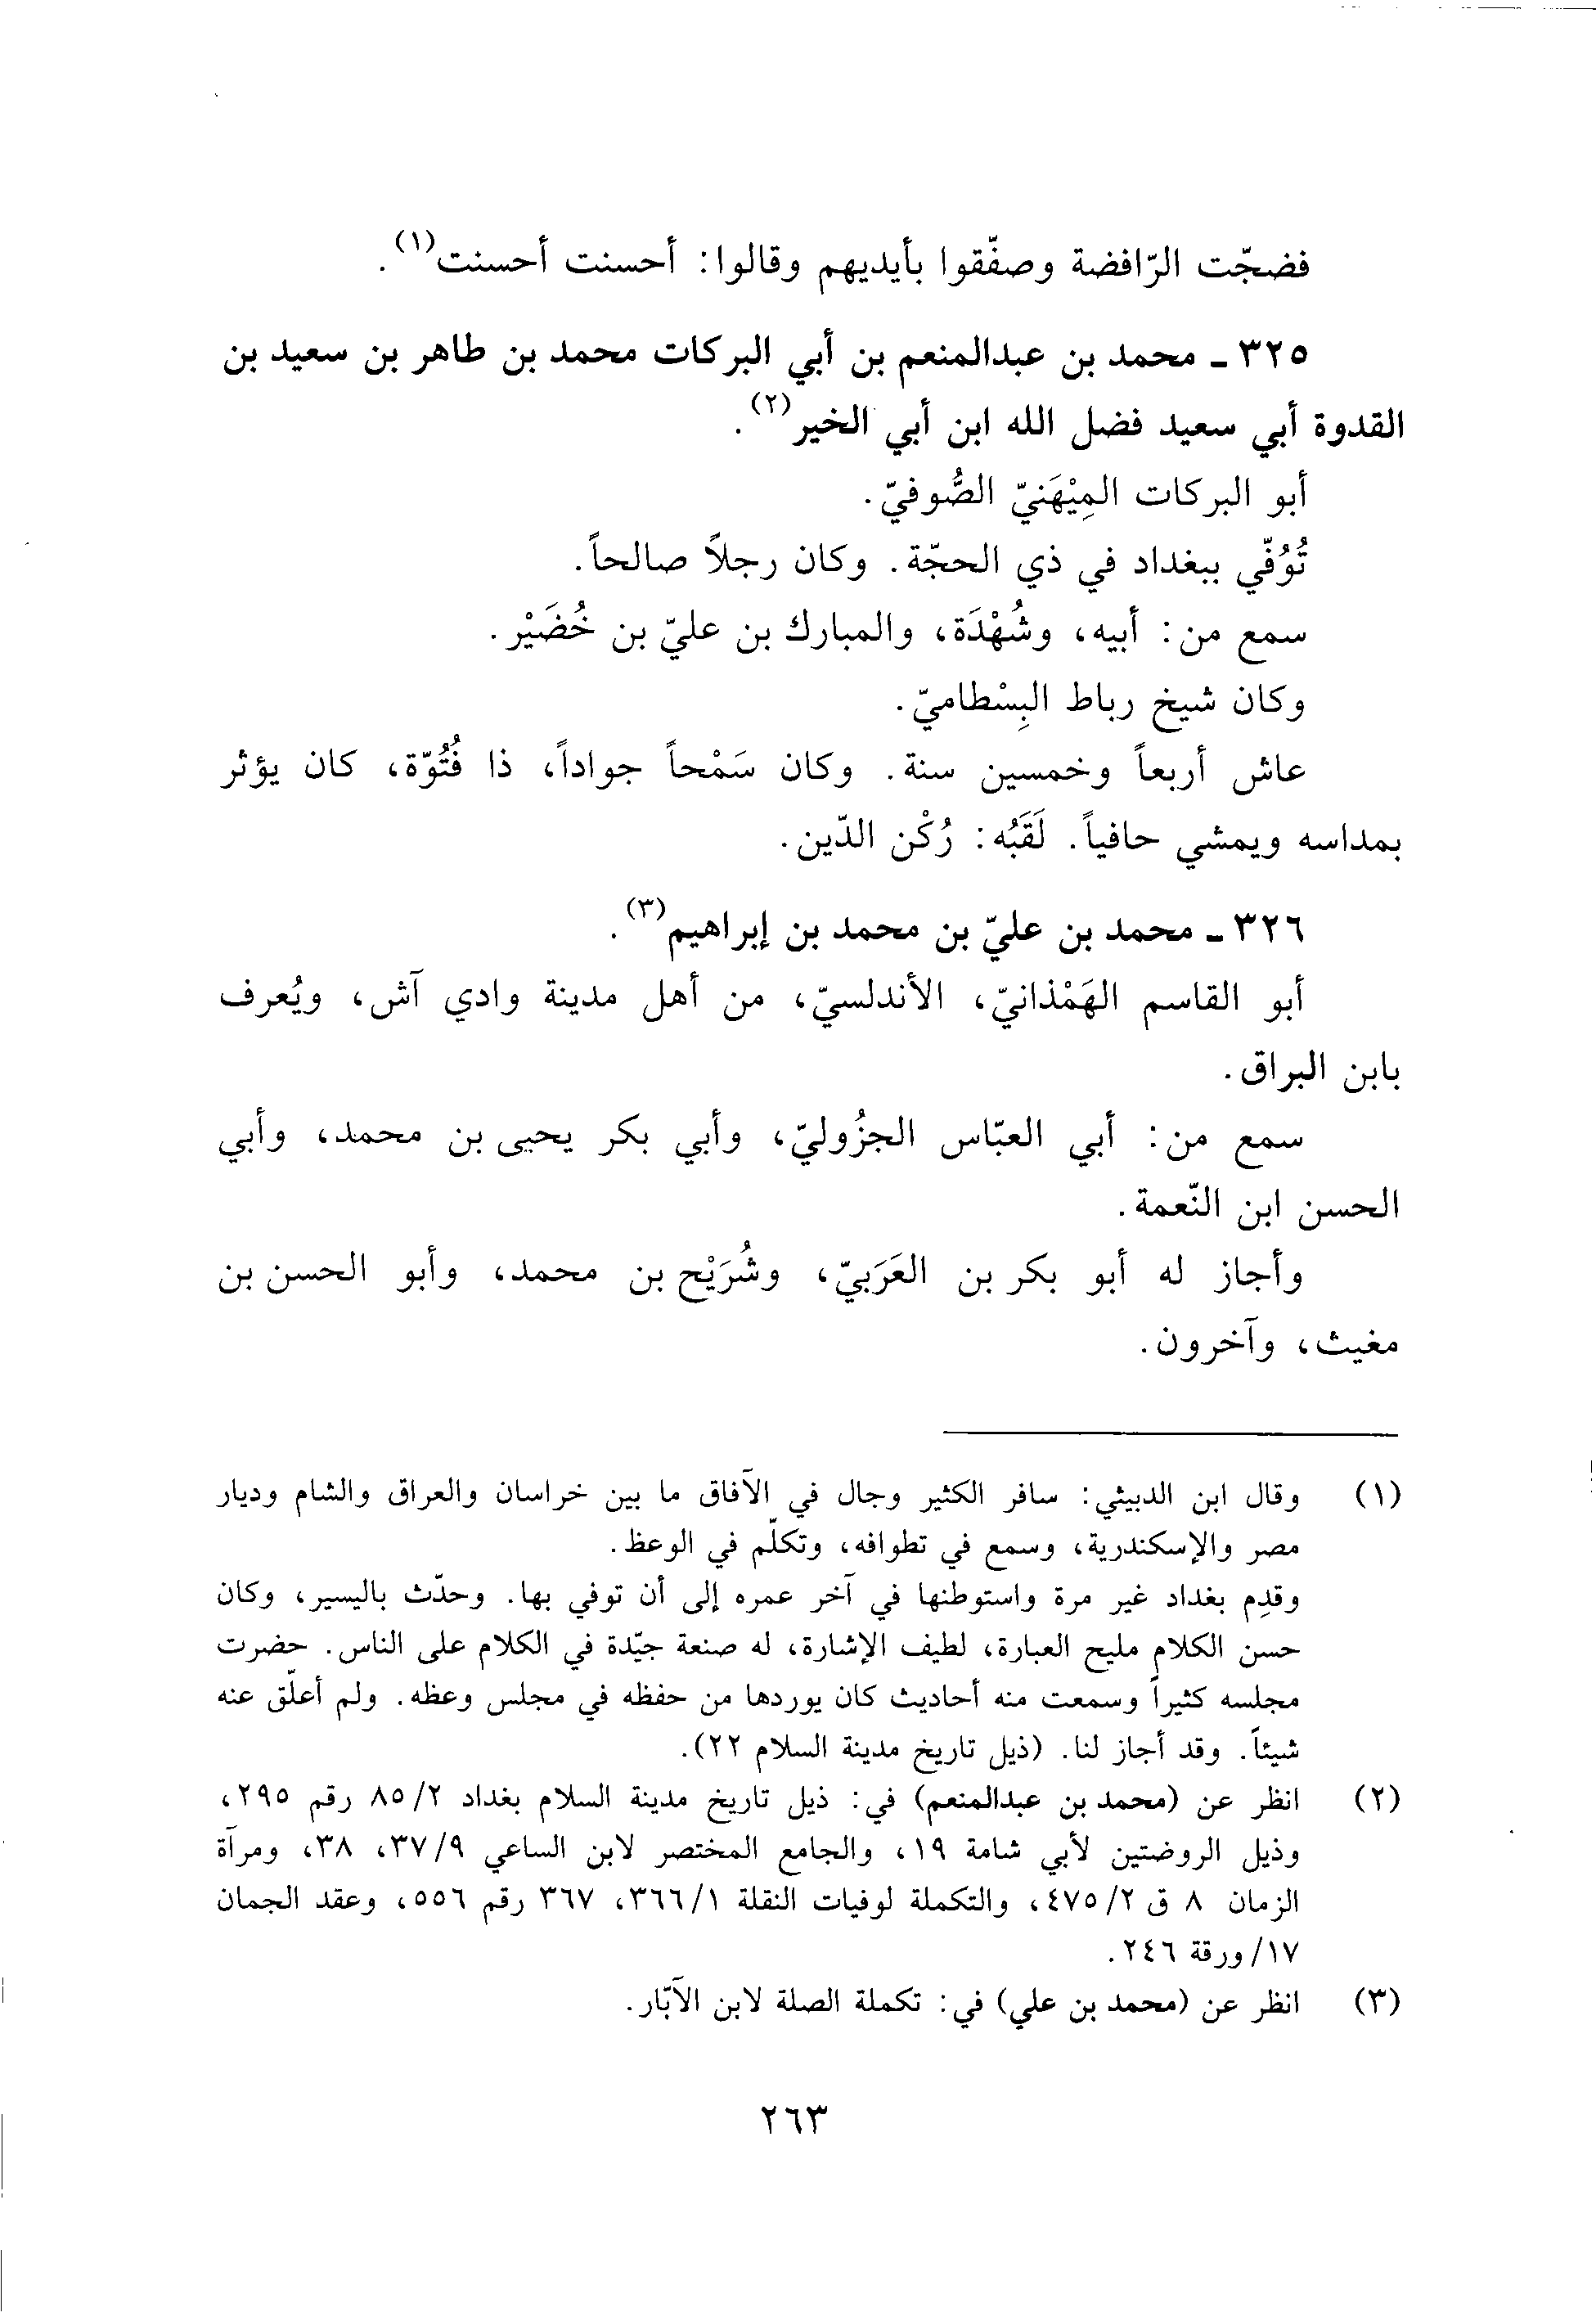 فضجّت الرّافضة وصفّقوا بأيديهم وقالوا: أحسنت أحسنت(١).
٣٢٥ ـ محمد بن عبدالمنعم بن أبي البركات محمد بن طاهر بن سعيد بن
القدوة أبي سعيد فضل الله ابن أبي الخير(٢).
أبو البركات المِيْهَنيّ الصُّوفيّ.
تُوُفّي ببغداد في ذي الحجّة. وكان رجلاً صالحاً.
سمع من: أبيه، وشُهْدَة، والمبارك بن عليّ بن خُضَيْر.
وكان شيخ رباط البِسْطاميّ.
عاش أربعاً وخمسين سنة. وكان سَمْحاً جواداً، ذا فُتُوّة، كان يؤثر
بمداسه ويمشي حافياً. لَقَبُه: رُكْن الدّين.
٣٢٦ ـ محمد بن عليّ بن محمد بن إبراهيم(٣).
أبو القاسم الهَمْذانيّ، الأندلسيّ، من أهل مدينة وادي آش، ويُعرف
بابن البراق.
سمع من: أبي العبّاس الجزُوليّ، وأبي بكر يحيى بن محمد، وأبي
الحسن ابن النّعمة.
وأجاز له أبو بكر بن العَرَبيّ، وشُرَيْح بن محمد، وأبو الحسن بن
مغيث، وآخرون.
(١) وقال ابن الدبيثي: سافر الكثير وجال في الآفاق ما بين خراسان والعراق والشام وديار
مصر والإسكندرية، وسمع في تطوافه، وتكلّم في الوعظ.
وقدِم بغداد غير مرة واستوطنها في آخر عمره إلى أن توفي بها. وحدّث باليسير، وكان
حسن الكلام مليح العبارة، لطيف الإشارة، له صنعة جيّدة في الكلام على الناس. حضرت
مجلسه كثيراً وسمعت منه أحاديث كان يوردها من حفظه في مجلس وعظه. ولم أعلّق عنه
شيئاً. وقد أجاز لنا. (ذيل تاريخ مدينة السلام ٢٢).
(٢) انظر عن (محمد بن عبدالمنعم) في: ذيل تاريخ مدينة السلام بغداد ٨٥/٢ رقم ٢٩٥،
وذيل الروضتين لأبي شامة ١٩، والجامع المختصر لابن الساعي ٣٧/٩، ٣٨، ومرآة
الزمان ٨ ق ٤٧٥/٢، والتكملة لوفيات النقلة ٣٦٦/١، ٣٦٧ رقم ٥٥٦، وعقد الجمان
١٧/ورقة ٢٤٦.
(٣) انظر عن (محمد بن علي) في: تكملة الصلة لابن الأبّار.
٢٦٣